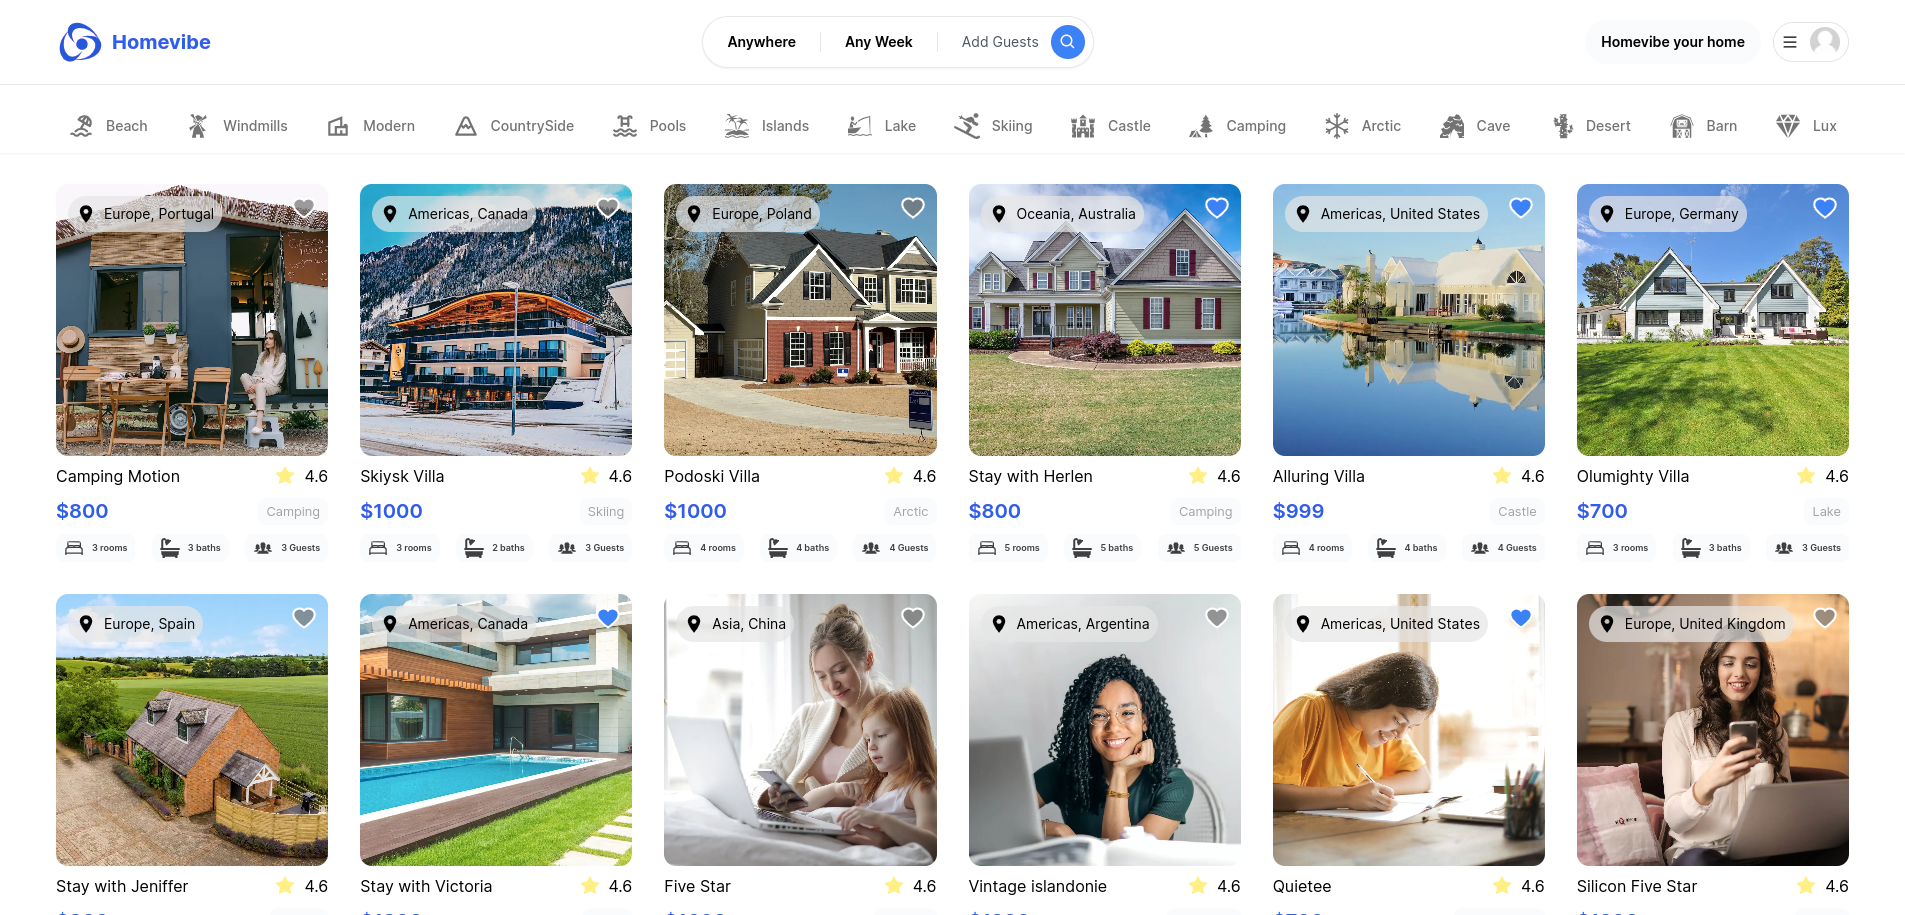 Homevibe
Anywhere
Any Week
Add Guests
Homevibe your home
Beach
Windmills
Modern
CountrySide
Pools
Islands
Lake
Skiing
Castle
Camping
Arctic
Cave
Desert
Barn
Lux
Europe, Portugal
Americas, Canada
Europe, Poland
Oceania, Australia
Americas, United States
Europe, Germany
Camping Motion
4.6
Skiysk Villa
4.6
Podoski Villa
4.6
Stay with Herlen
4.6
Alluring Villa
4.6
Olumighty Villa
4.6
$800
Camping
$1000
Skiing
$1000
Arctic
$800
Camping
$999
Castle
$700
Lake
3 rooms
3 baths
3 Guests
3 rooms
2 baths
3 Guests
4 rooms
4 baths
4 Guests
5 rooms
5 baths
5 Guests
4 rooms
4 baths
4 Guests
3 rooms
3 baths
3 Guests
Europe, Spain
Americas, Canada
Asia, China
Americas, Argentina
Americas, United States
Europe, United Kingdom
Stay with Jeniffer
4.6
Stay with Victoria
4.6
Five Star
4.6
Vintage islandonie
4.6
Quietee
4.6
Silicon Five Star
4.6